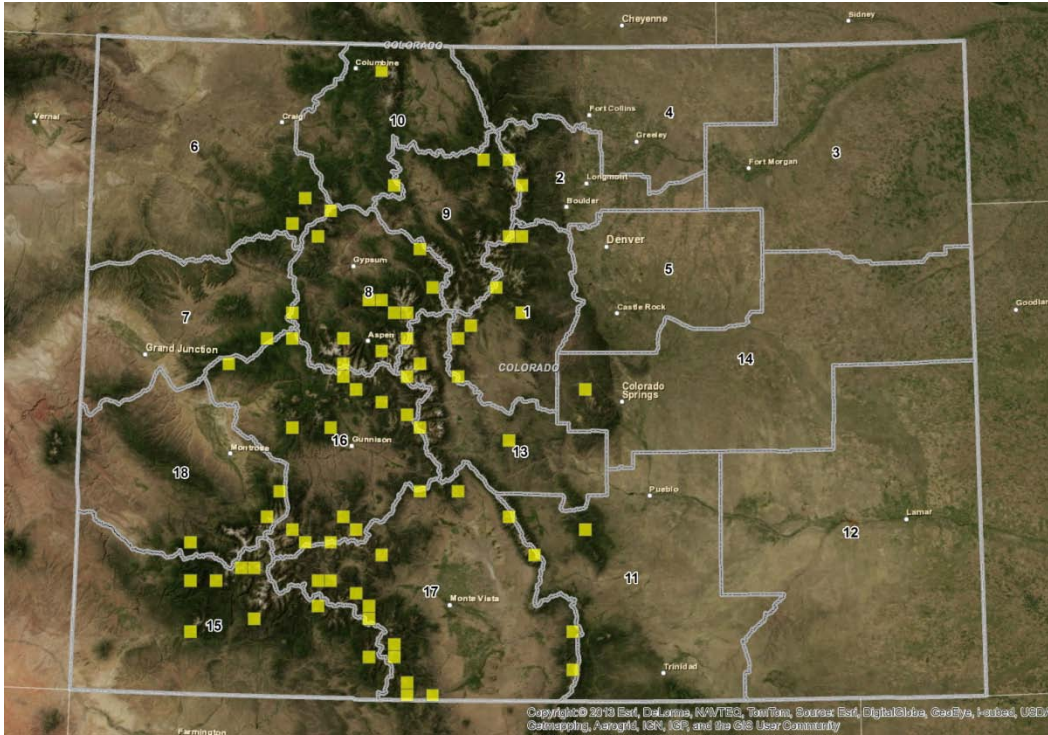 Cheyenne
Sidney
COLORADO
Columbine
Vernal
Craig
10
Fort Collins
4
Greeley
6
3
Fort Morgan
2
Longmont
Boulder
9
Denver
5
Gypsum
8
7
Castle Rock
Goodlan
1
Aspen
Grand Junction
14
COLORADO
Colorado
Springs
16
Gunnison
13
Montrose
18
Pueblo
Lamar
12
11
17
Monte Vista
15
Trinidad
Copyright:© 2013 Esri, DeLorme, NAVTEQ, TomTom, Source: Esri, DigitalGlobe, GeoEye, i-cubed, USDA
Getmapping, Aerogrid, IGN, IGP, and the GIS User Community
Farmington